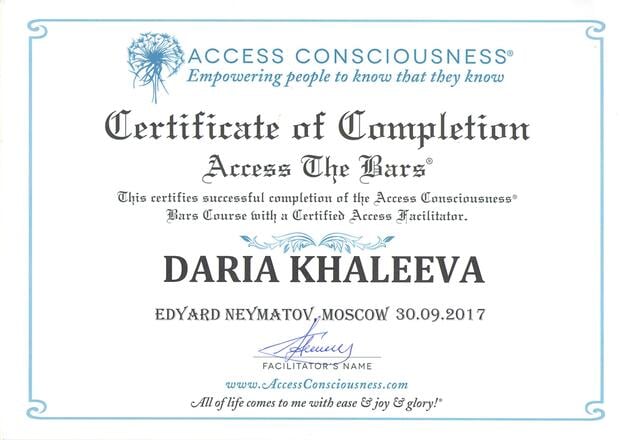 ACCESS CONSCIOUSNESS®
Empowering people to know that they know
Certificate of Completion
Access The Bars®
This certifies successful completion of the Access Consciousness®
Bars Course with a Certified Access Facilitator.
DARIA KHALEEVA
EDYARD NEYMATOV, MOSCOW 30.09.2017
FACILITATOR'S NAME
www.AccessConsciousness.com
All of life comes to me with ease & joy & glory!®